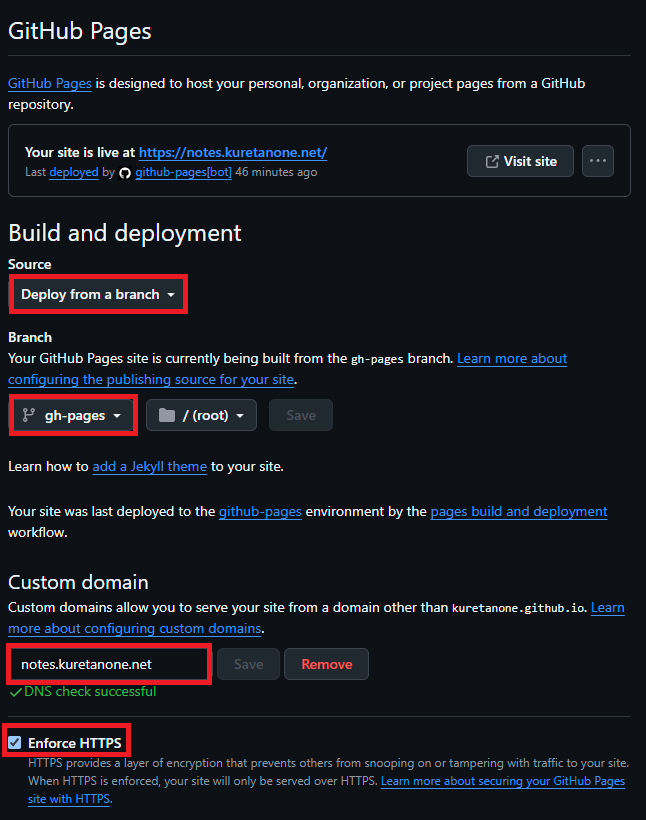 GitHub Pages
GitHub Pages is designed to host your personal, organization, or project pages from a GitHub
repository.
Your site is live at https://notes.kuretanone.net/
Last deployed by github-pages[bot] 46 minutes ago
Visit site
Build and deployment
Source
Deploy from a branch
Branch
Your GitHub Pages site is currently being built from the gh-pages branch. Learn more about
configuring the publishing source for your site.
gh-pages
/ (root)
Save
Learn how to add a Jekyll theme to your site.
Your site was last deployed to the github-pages environment by the pages build and deployment
workflow.
Custom domain
Custom domains allow you to serve your site from a domain other than kuretanone.github.io. Learn
more about configuring custom domains.
notes.kuretanone.net
Save
Remove
DNS check successful
Enforce HTTPS
HTTPS provides a layer of encryption that prevents others from snooping on or tampering with traffic to your site.
When HTTPS is enforced, your site will only be served over HTTPS. Learn more about securing your GitHub Pages
site with HTTPS.